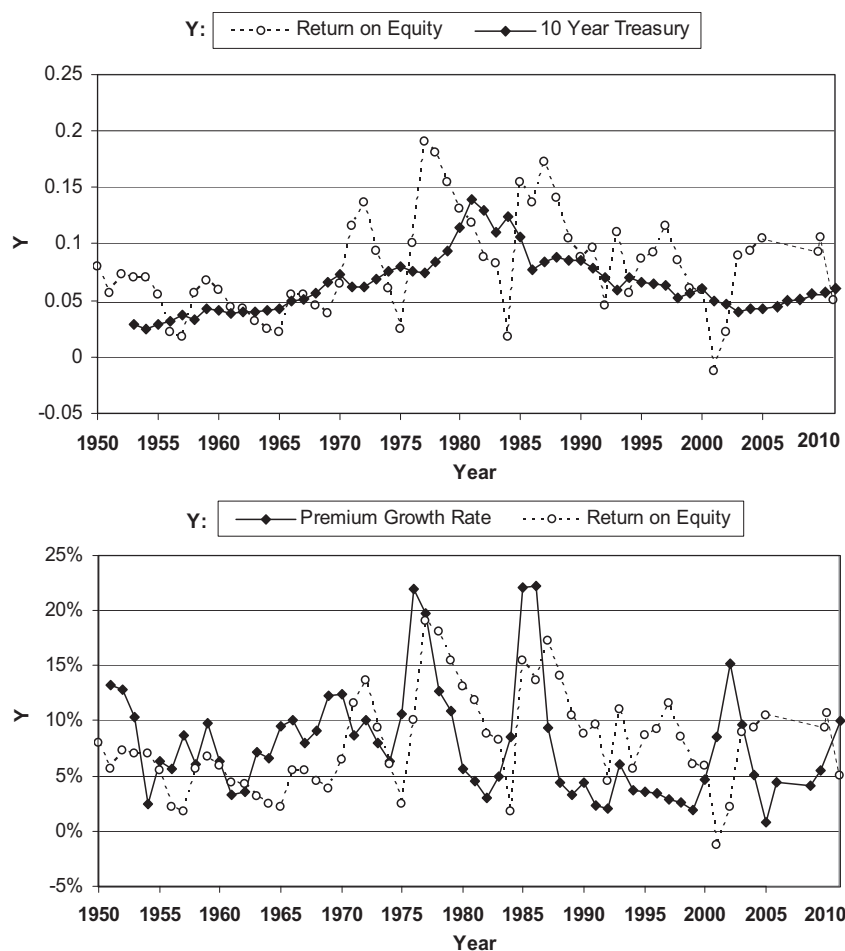 Y: Return on Equity 10 Year Treasury
0.25
0.2
0.15
0.1
0.05
0
-0.05
Y
1950 1955 1960 1965 1970 1975 1980 1985 1990 1995 2000 2005 2010
Year
Y: Premium Growth Rate Return on Equity
25%
20%
15%
10%
5%
0%
-5%
Y
1950 1955 1960 1965 1970 1975 1980 1985 1990 1995 2000 2005 2010
Year